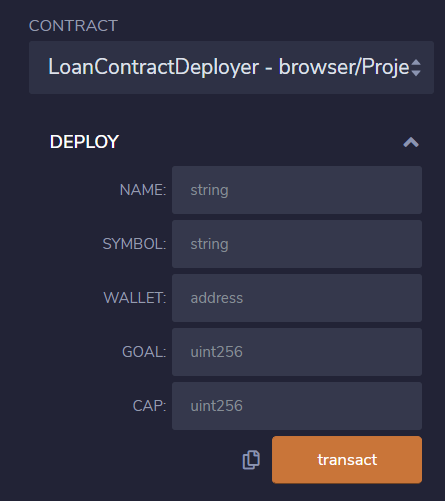 CONTRACT
LoanContractDeployer - browser/Proje
DEPLOY
NAME: string
SYMBOL: string
WALLET: address
GOAL: uint256
CAP: uint256
transact